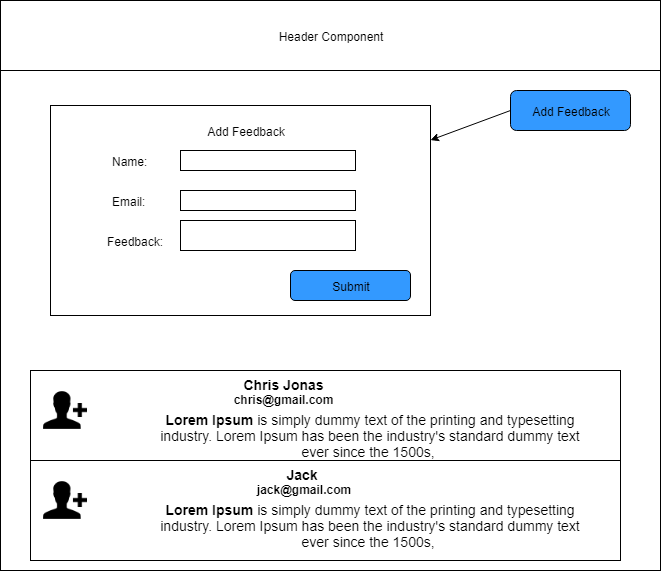 Header Component
Add Feedback
Add Feedback
Name:
Email:
Feedback:
Submit
Chris Jonas
chris@gmail.com
Lorem Ipsum is simply dummy text of the printing and typesetting
industry. Lorem Ipsum has been the industry's standard dummy text
ever since the 1500s,
Jack
jack@gmail.com
Lorem Ipsum is simply dummy text of the printing and typesetting
industry. Lorem Ipsum has been the industry's standard dummy text
ever since the 1500s,